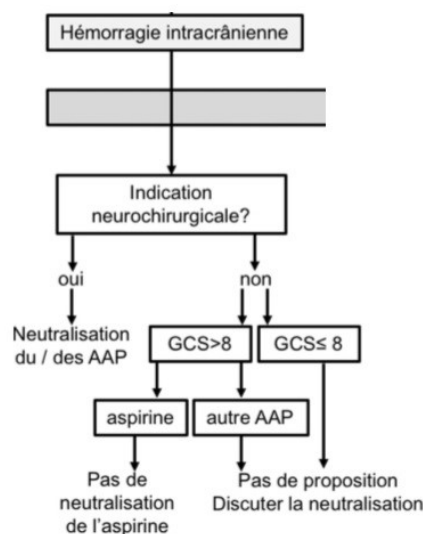 Hémorragie intracrânienne
Indication
neurochirurgicale?
oui
non
Neutralisation
du / des AAP
GCS>8
GCS≤ 8
aspirine
autre AAP
Pas de
neutralisation
de l'aspirine
Pas de proposition
Discuter la neutralisation